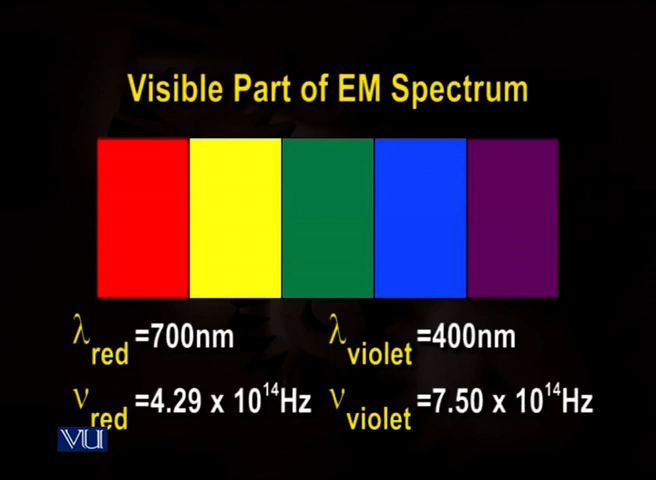 Visible Part of EM Spectrum
λred =700nm λviolet =400nm
νred =4.29 x 10¹⁴Hz νviolet =7.50 x 10¹⁴Hz
VU